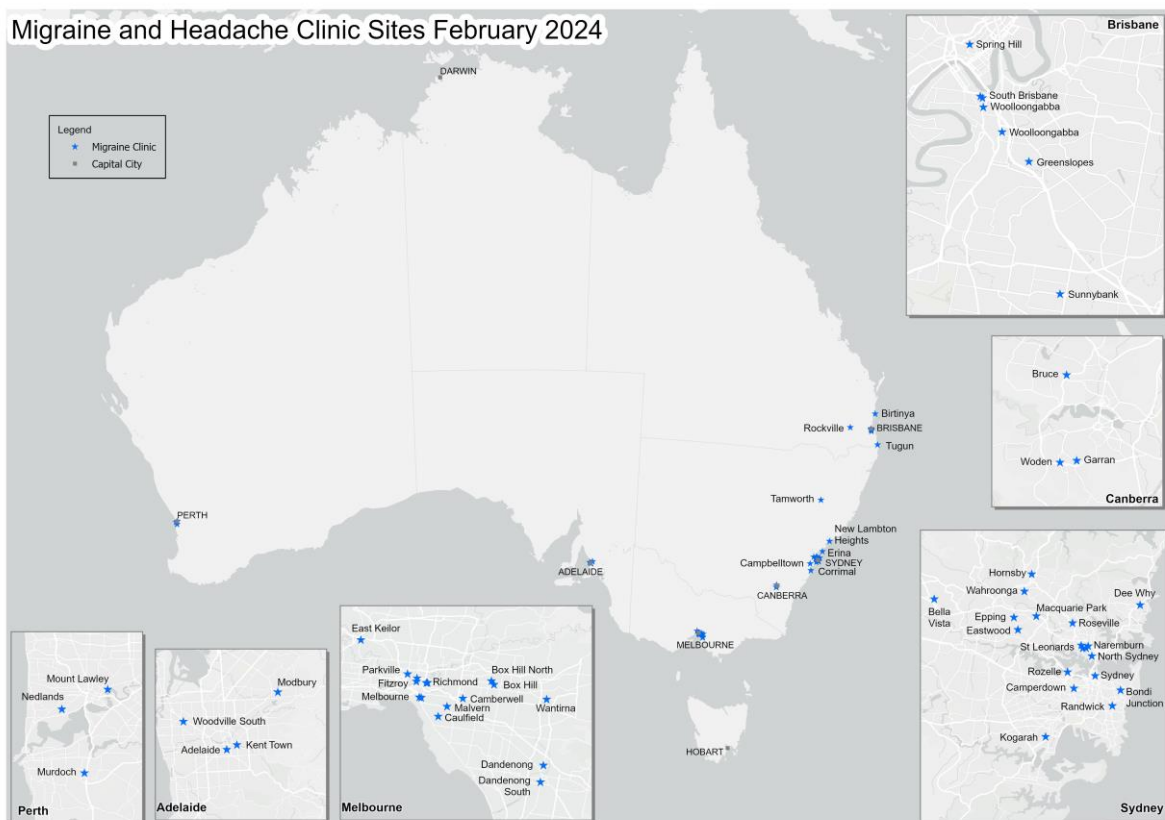 Migraine and Headache Clinic Sites February 2024
Legend
Migraine Clinic
Capital City
DARWIN
Birtinya
Rockville
BRISBANE
Tugun
Tamworth
New Lambton
Heights
Erina
Campbelltown
SYDNEY
Corrimal
PERTH
ADELAIDE
CANBERRA
MELBOURNE
HOBART
Brisbane
Spring Hill
South Brisbane
Woolloongabba
Woolloongabba
Greenslopes
Sunnybank
Bruce
Woden
Garran
Canberra
Hornsby
Wahroonga
Dee Why
Bella
Vista
Epping
Macquarie Park
Eastwood
Roseville
St Leonards
Naremburn
North Sydney
Rozelle
Sydney
Camperdown
Bondi
Junction
Randwick
Kogarah
Sydney
Mount Lawley
Nedlands
Murdoch
Perth
Modbury
Woodville South
Kent Town
Adelaide
Adelaide
East Keilor
Parkville
Box Hill North
Fitzroy
Richmond
Box Hill
Melbourne
Camberwell
Malvern
Wantirna
Caulfield
Dandenong
Dandenong
South
Melbourne